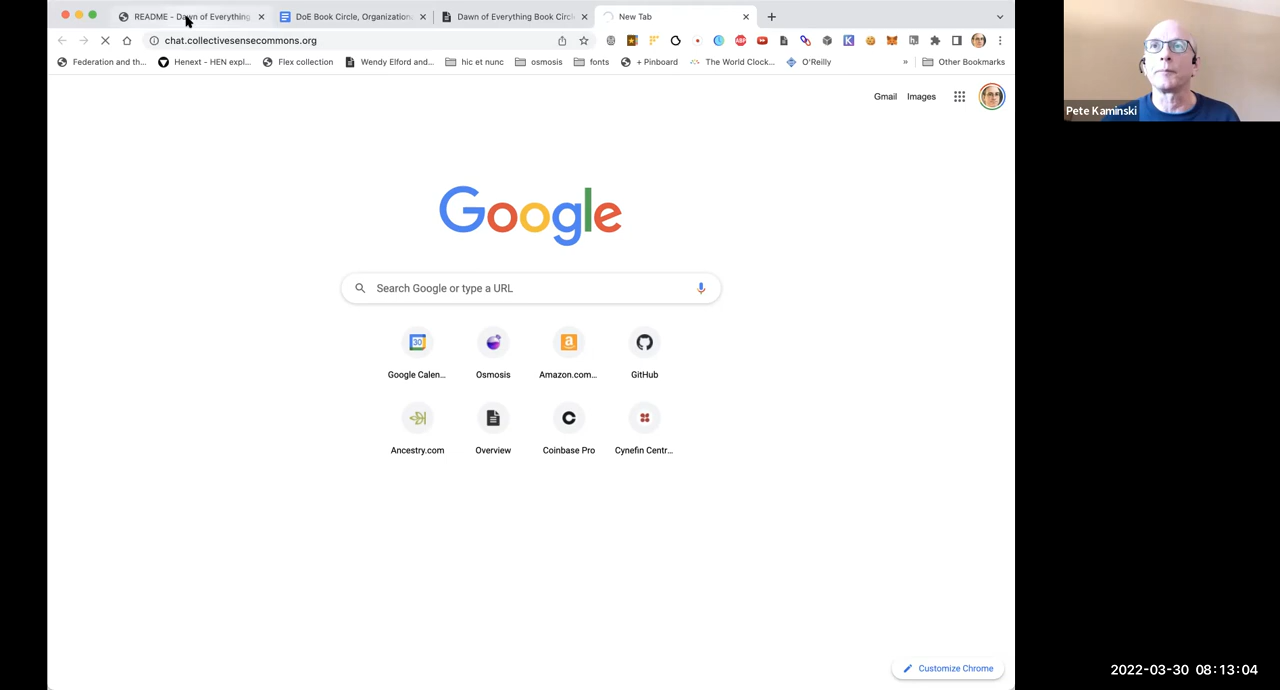 README - Dawn of Everything
DoE Book Circle, Organization
Dawn of Everything Book Circ
New Tab
chat.collectivesensecommons.org
Federation and th...
Henext - HEN expl...
Flex collection
Wendy Elford and...
hic et nunc
osmosis
fonts
+ Pinboard
The World Clock...
O'Reilly
»
Other Bookmarks
Gmail
Images
Google
Search Google or type a URL
30
Google Calen...
Osmosis
Amazon.com...
GitHub
Ancestry.com
Overview
Coinbase Pro
Cynefin Centr...
Customize Chrome
Pete Kaminski
2022-03-30 08:13:04